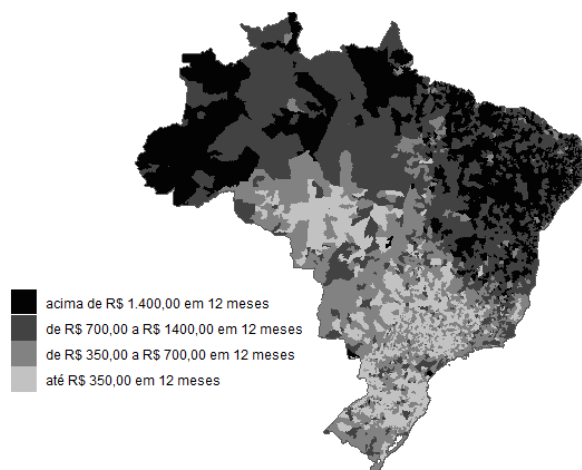 acima de R$ 1.400,00 em 12 meses
de R$ 700,00 a R$ 1400,00 em 12 meses
de R$ 350,00 a R$ 700,00 em 12 meses
até R$ 350,00 em 12 meses